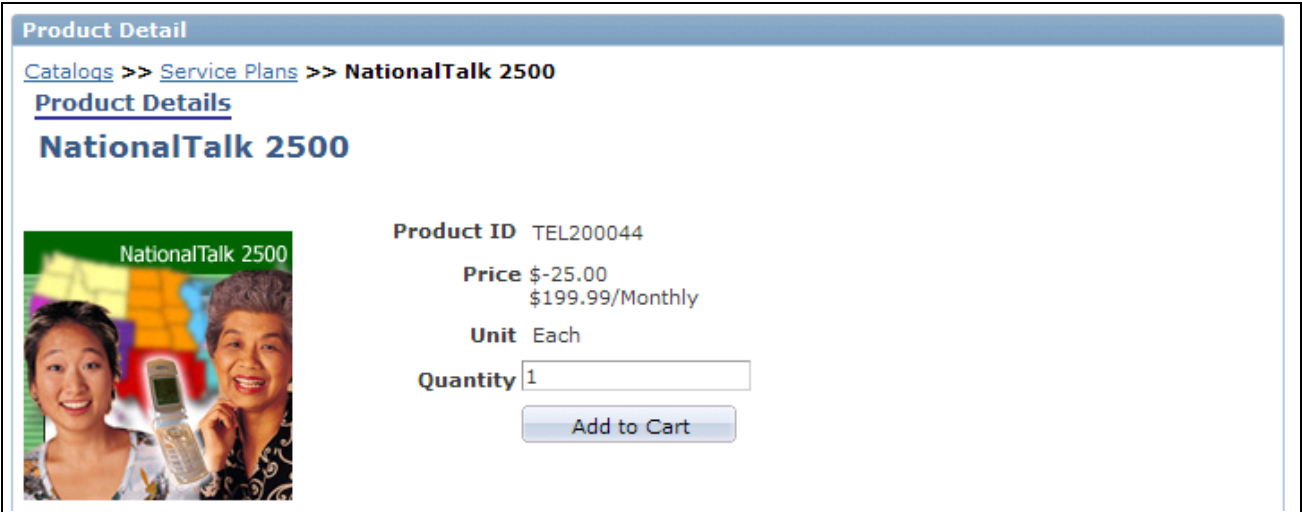 Product Detail
Catalogs >> Service Plans >> NationalTalk 2500
Product Details
NationalTalk 2500
NationalTalk 2500
Product ID TEL200044
Price $-25.00
$199.99/Monthly
Unit Each
Quantity 1
Add to Cart